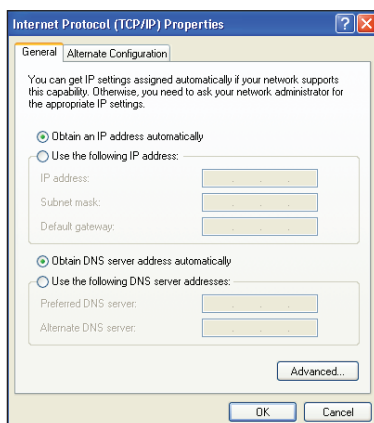 Internet Protocol (TCP/IP) Properties
General Alternate Configuration
You can get IP settings assigned automatically if your network supports
this capability. Otherwise, you need to ask your network administrator for
the appropriate IP settings.
Obtain an IP address automatically
Use the following IP address:
IP address:
Subnet mask:
Default gateway:
Obtain DNS server address automatically
Use the following DNS server addresses:
Preferred DNS server:
Alternate DNS server:
Advanced...
OK Cancel